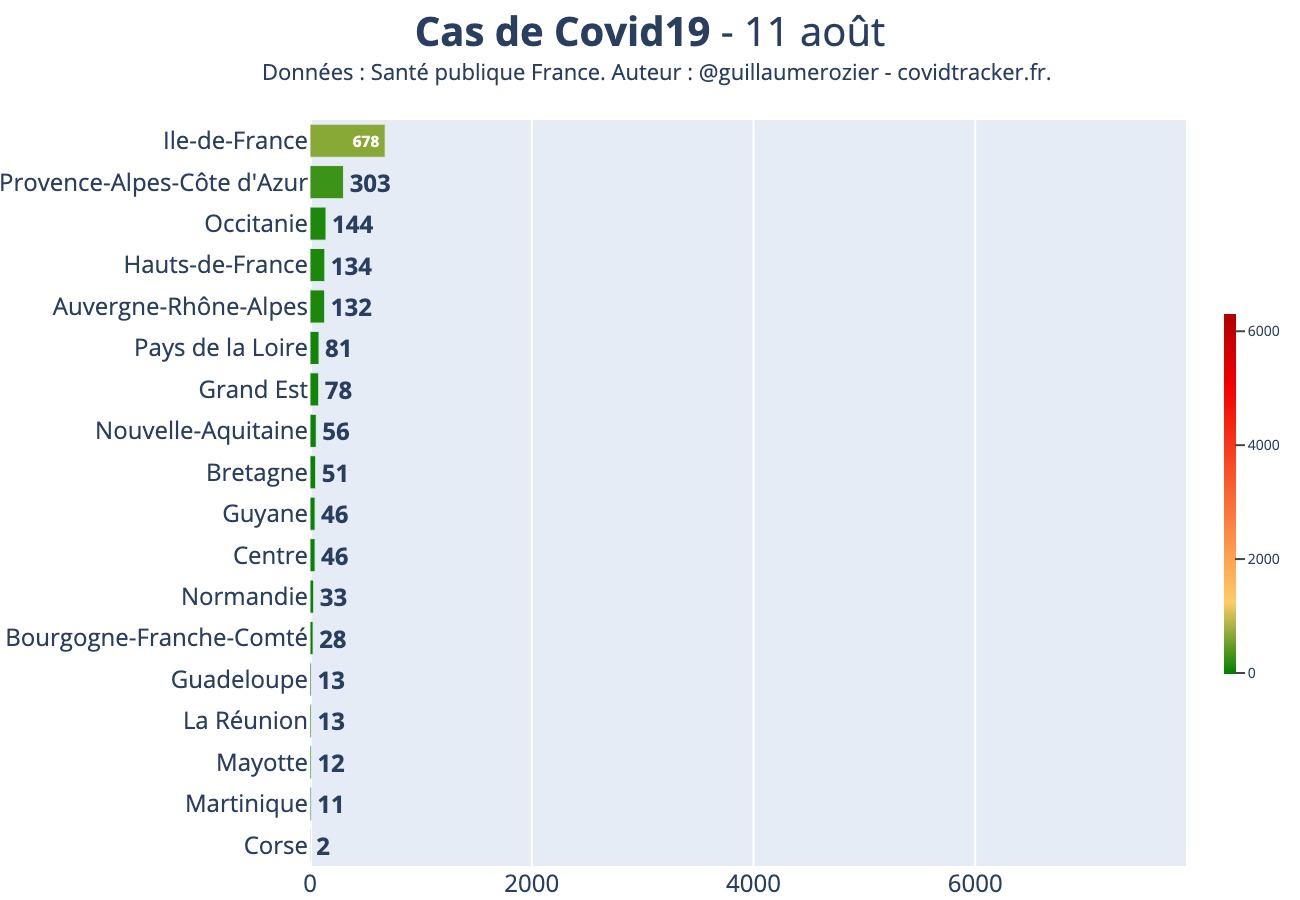 Cas de Covid19 - 11 août
Données : Santé publique France. Auteur : @guillaumerozier - covidtracker.fr.
Ile-de-France 678
Provence-Alpes-Côte d'Azur 303
Occitanie 144
Hauts-de-France 134
Auvergne-Rhône-Alpes 132
Pays de la Loire 81
Grand Est 78
Nouvelle-Aquitaine 56
Bretagne 51
Guyane 46
Centre 46
Normandie 33
Bourgogne-Franche-Comté 28
Guadeloupe 13
La Réunion 13
Mayotte 12
Martinique 11
Corse 2
0 2000 4000 6000
6000
4000
2000
0